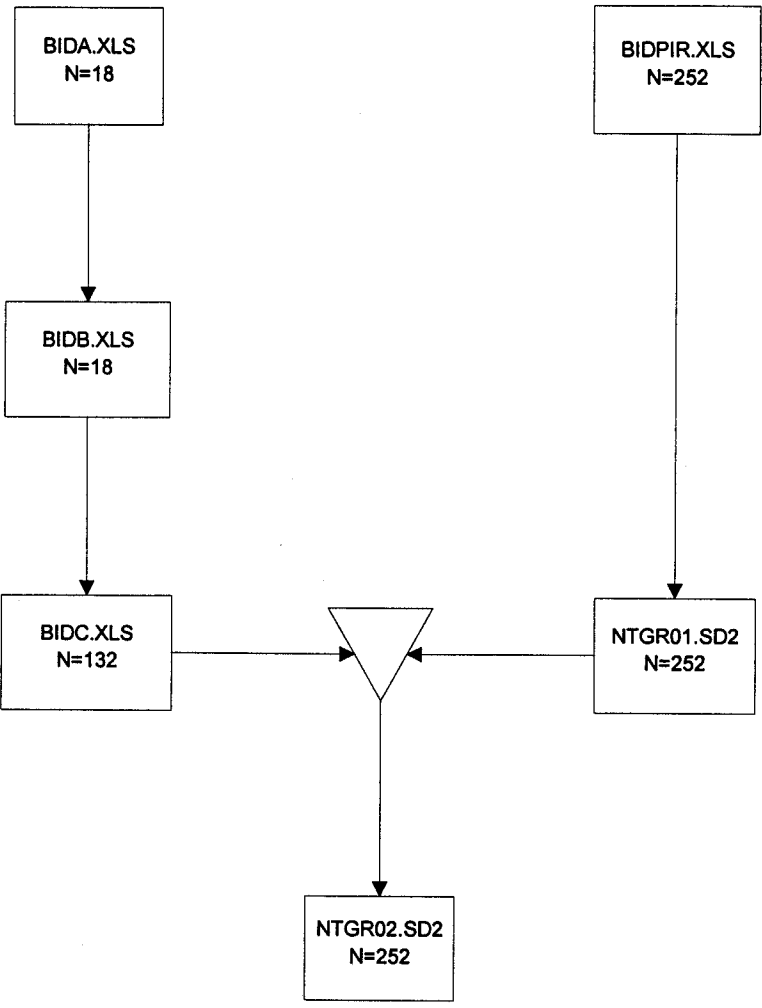 BIDA.XLS
N=18
BIDPIR.XLS
N=252
BIDB.XLS
N=18
BIDC.XLS
N=132
NTGR01.SD2
N=252
NTGR02.SD2
N=252